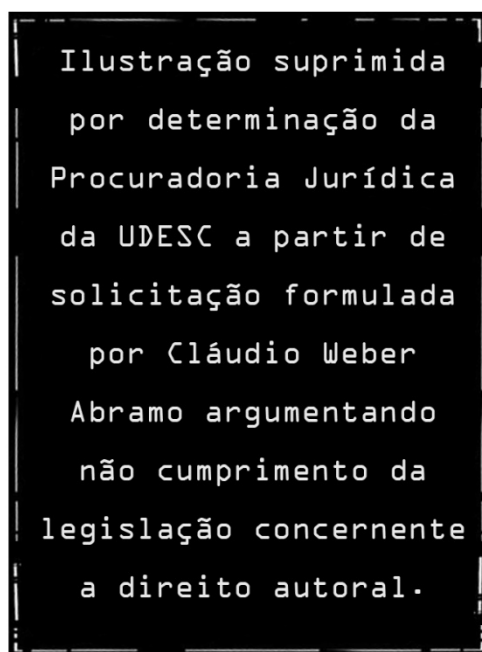 Ilustração suprimida
por determinação da
Procuradoria Jurídica
da UDESC a partir de
solicitação formulada
por Cláudio Weber
Abramo argumentando
não cumprimento da
legislação concernente
a direito autoral.